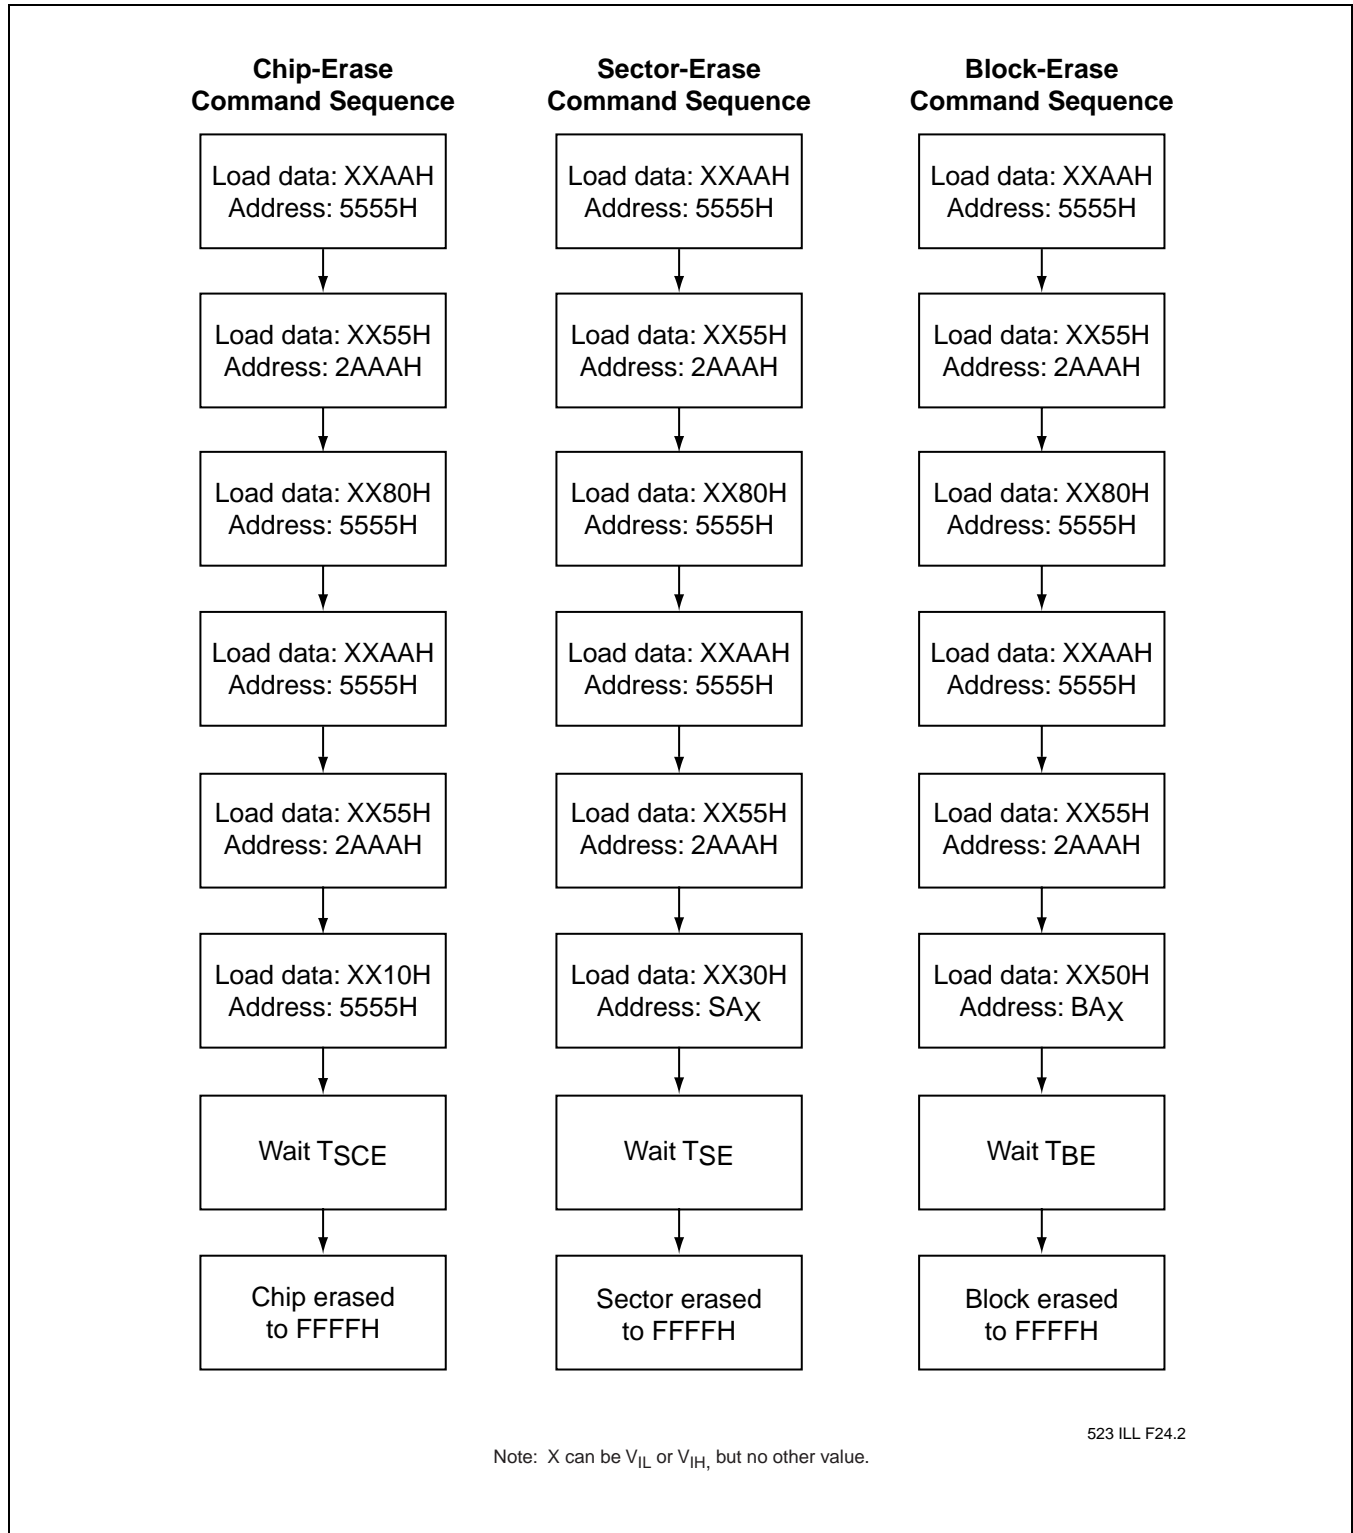 Chip-Erase
Command Sequence
Load data: XXAAH
Address: 5555H
Load data: XX55H
Address: 2AAAH
Load data: XX80H
Address: 5555H
Load data: XXAAH
Address: 5555H
Load data: XX55H
Address: 2AAAH
Load data: XX10H
Address: 5555H
Wait TSCE
Chip erased
to FFFFH
Sector-Erase
Command Sequence
Load data: XXAAH
Address: 5555H
Load data: XX55H
Address: 2AAAH
Load data: XX80H
Address: 5555H
Load data: XXAAH
Address: 5555H
Load data: XX55H
Address: 2AAAH
Load data: XX30H
Address: SAX
Wait TSE
Sector erased
to FFFFH
Block-Erase
Command Sequence
Load data: XXAAH
Address: 5555H
Load data: XX55H
Address: 2AAAH
Load data: XX80H
Address: 5555H
Load data: XXAAH
Address: 5555H
Load data: XX55H
Address: 2AAAH
Load data: XX50H
Address: BAX
Wait TBE
Block erased
to FFFFH
523 ILL F24.2
Note: X can be VIL or VIH, but no other value.